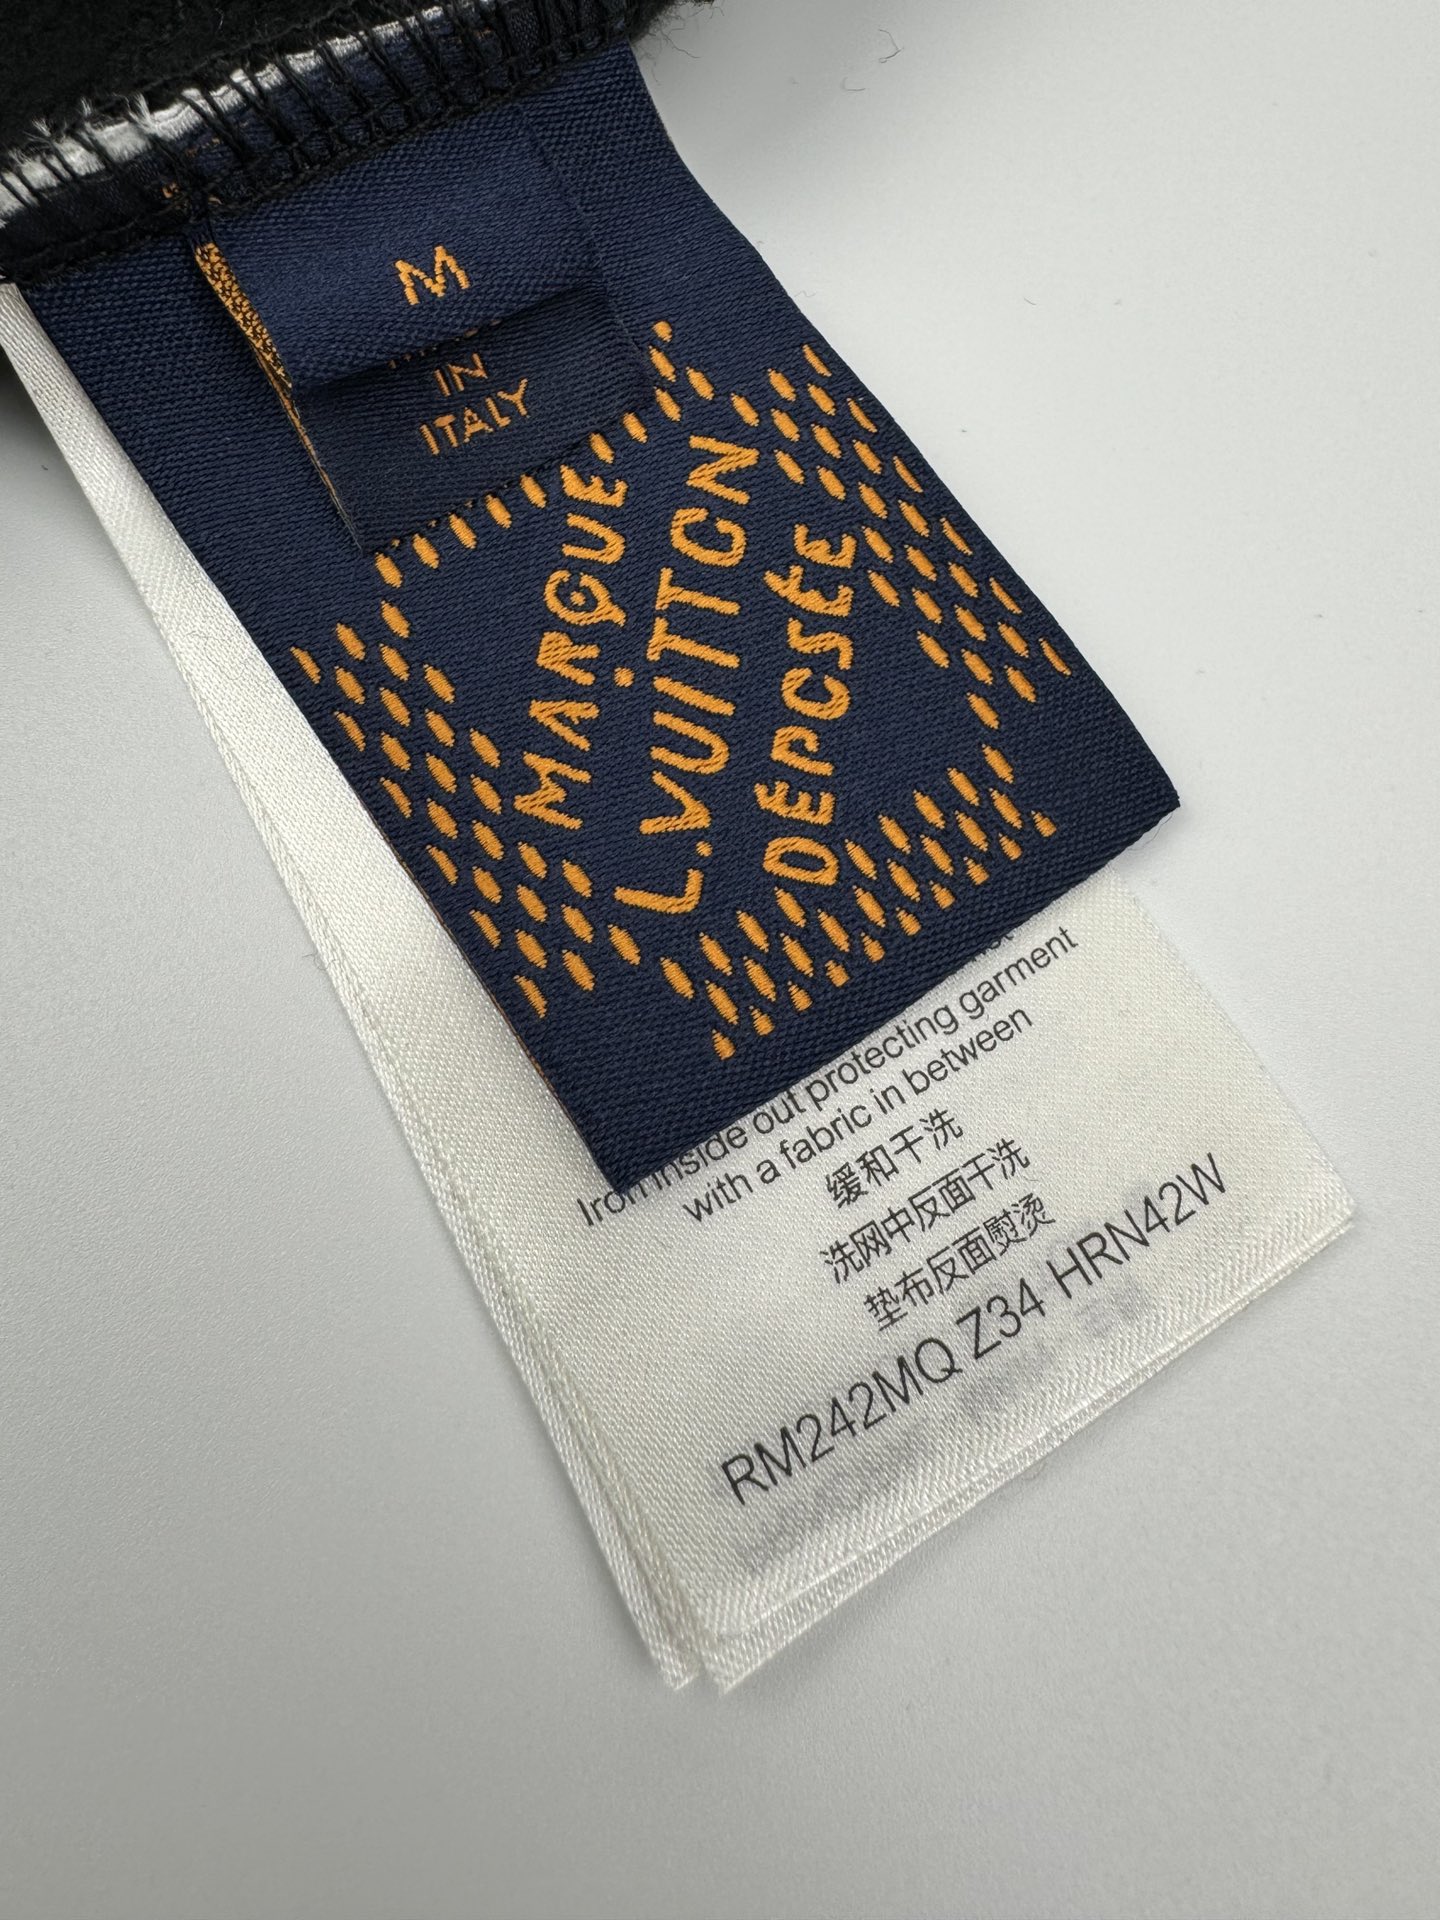 M
IN
ITALY
MARQUE
L.VUITTON
DEPOSÉE
Iron inside out protecting garment
with a fabric in between
缓和干洗
洗网中反面干洗
垫布反面熨烫
RM242MQ Z34 HRN42W